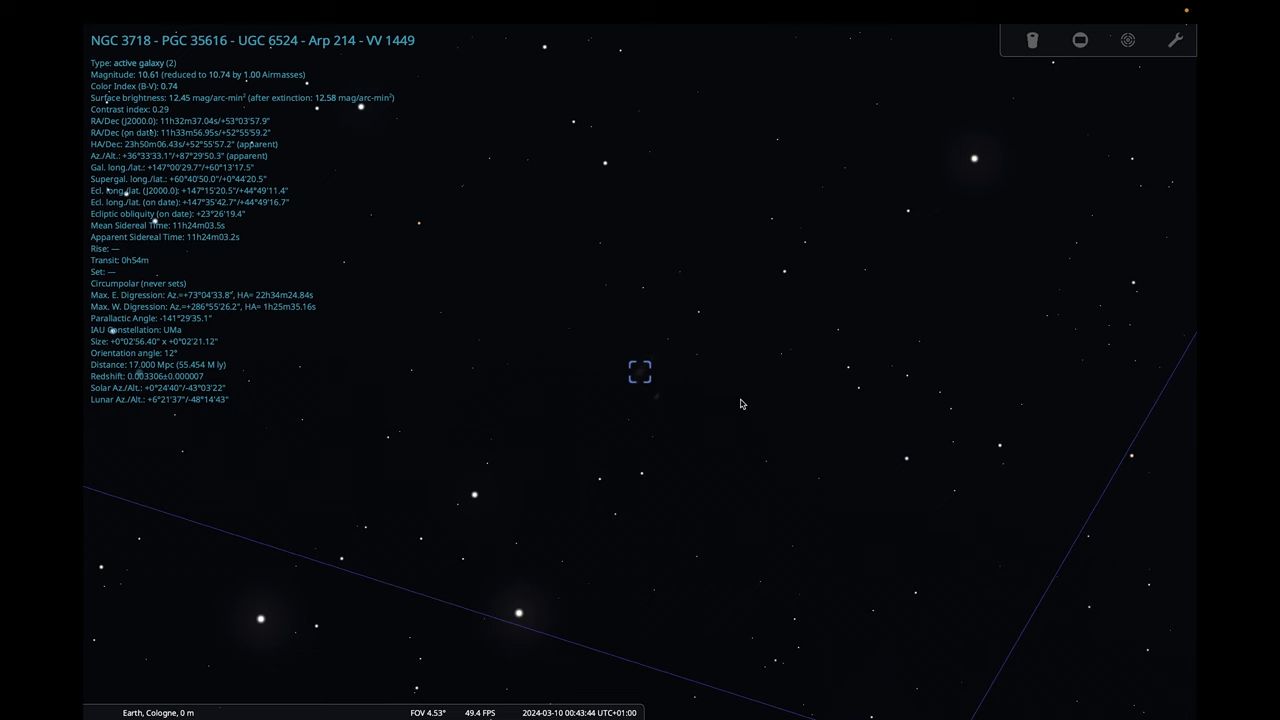 NGC 3718 - PGC 35616 - UGC 6524 - Arp 214 - VV 1449
Type: active galaxy (2)
Magnitude: 10.61 (reduced to 10.74 by 1.00 Airmasses)
Color Index (B-V): 0.74
Surface brightness: 12.45 mag/arc-min² (after extinction: 12.58 mag/arc-min²)
Contrast index: 0.29
RA/Dec (J2000.0): 11h32m37.04s/+53°03'57.9"
RA/Dec (on date): 11h33m56.95s/+52°55'59.2"
HA/Dec: 23h50m06.43s/+52°55'57.2" (apparent)
Az./Alt.: +36°33'33.1"/+87°29'50.3" (apparent)
Gal. long./lat.: +147°00'29.7"/+60°13'17.5"
Supergal. long./lat.: +60°40'50.0"/+0°44'20.5"
Ecl. long./lat. (J2000.0): +147°15'20.5"/+44°49'11.4"
Ecl. long./lat. (on date): +147°35'42.7"/+44°49'16.7"
Ecliptic obliquity (on date): +23°26'19.4"
Mean Sidereal Time: 11h24m03.5s
Apparent Sidereal Time: 11h24m03.2s
Rise: —
Transit: 0h54m
Set: —
Circumpolar (never sets)
Max. E. Digression: Az.=+73°04'33.8", HA= 22h34m24.84s
Max. W. Digression: Az.=+286°55'26.2", HA= 1h25m35.16s
Parallactic Angle: -141°29'35.1"
IAU Constellation: UMa
Size: +0°02'56.40" x +0°02'21.12"
Orientation angle: 12°
Distance: 17.000 Mpc (55.454 M ly)
Redshift: 0.003306±0.000007
Solar Az./Alt.: +0°24'40"/-43°03'22"
Lunar Az./Alt.: +6°21'37"/-48°14'43"
Earth, Cologne, 0 m FOV 4.53° 49.4 FPS 2024-03-10 00:43:44 UTC+01:00